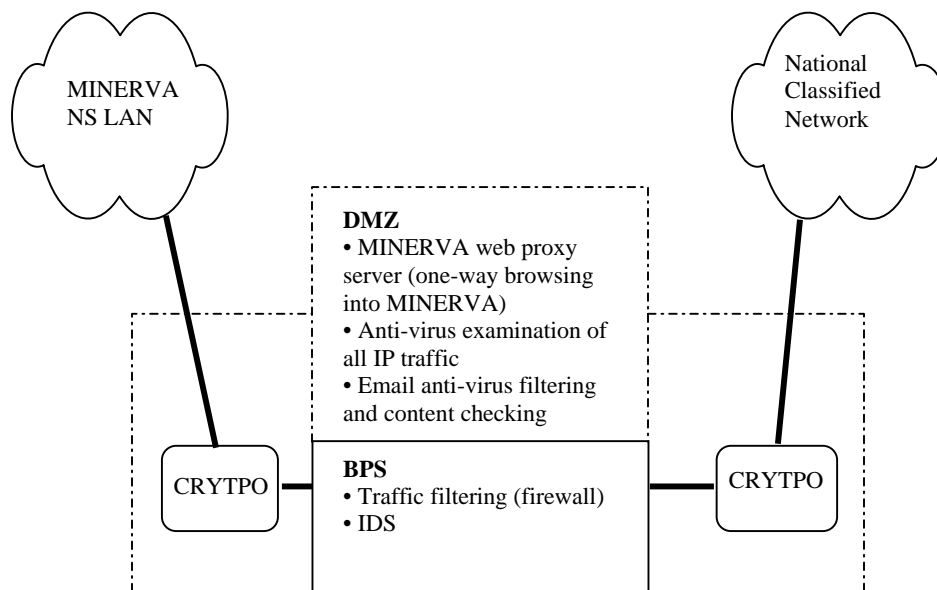 MINERVA
NS LAN
National
Classified
Network
DMZ
• MINERVA web proxy
server (one-way browsing
into MINERVA)
• Anti-virus examination of
all IP traffic
• Email anti-virus filtering
and content checking
CRYTPO
BPS
• Traffic filtering (firewall)
• IDS
CRYTPO